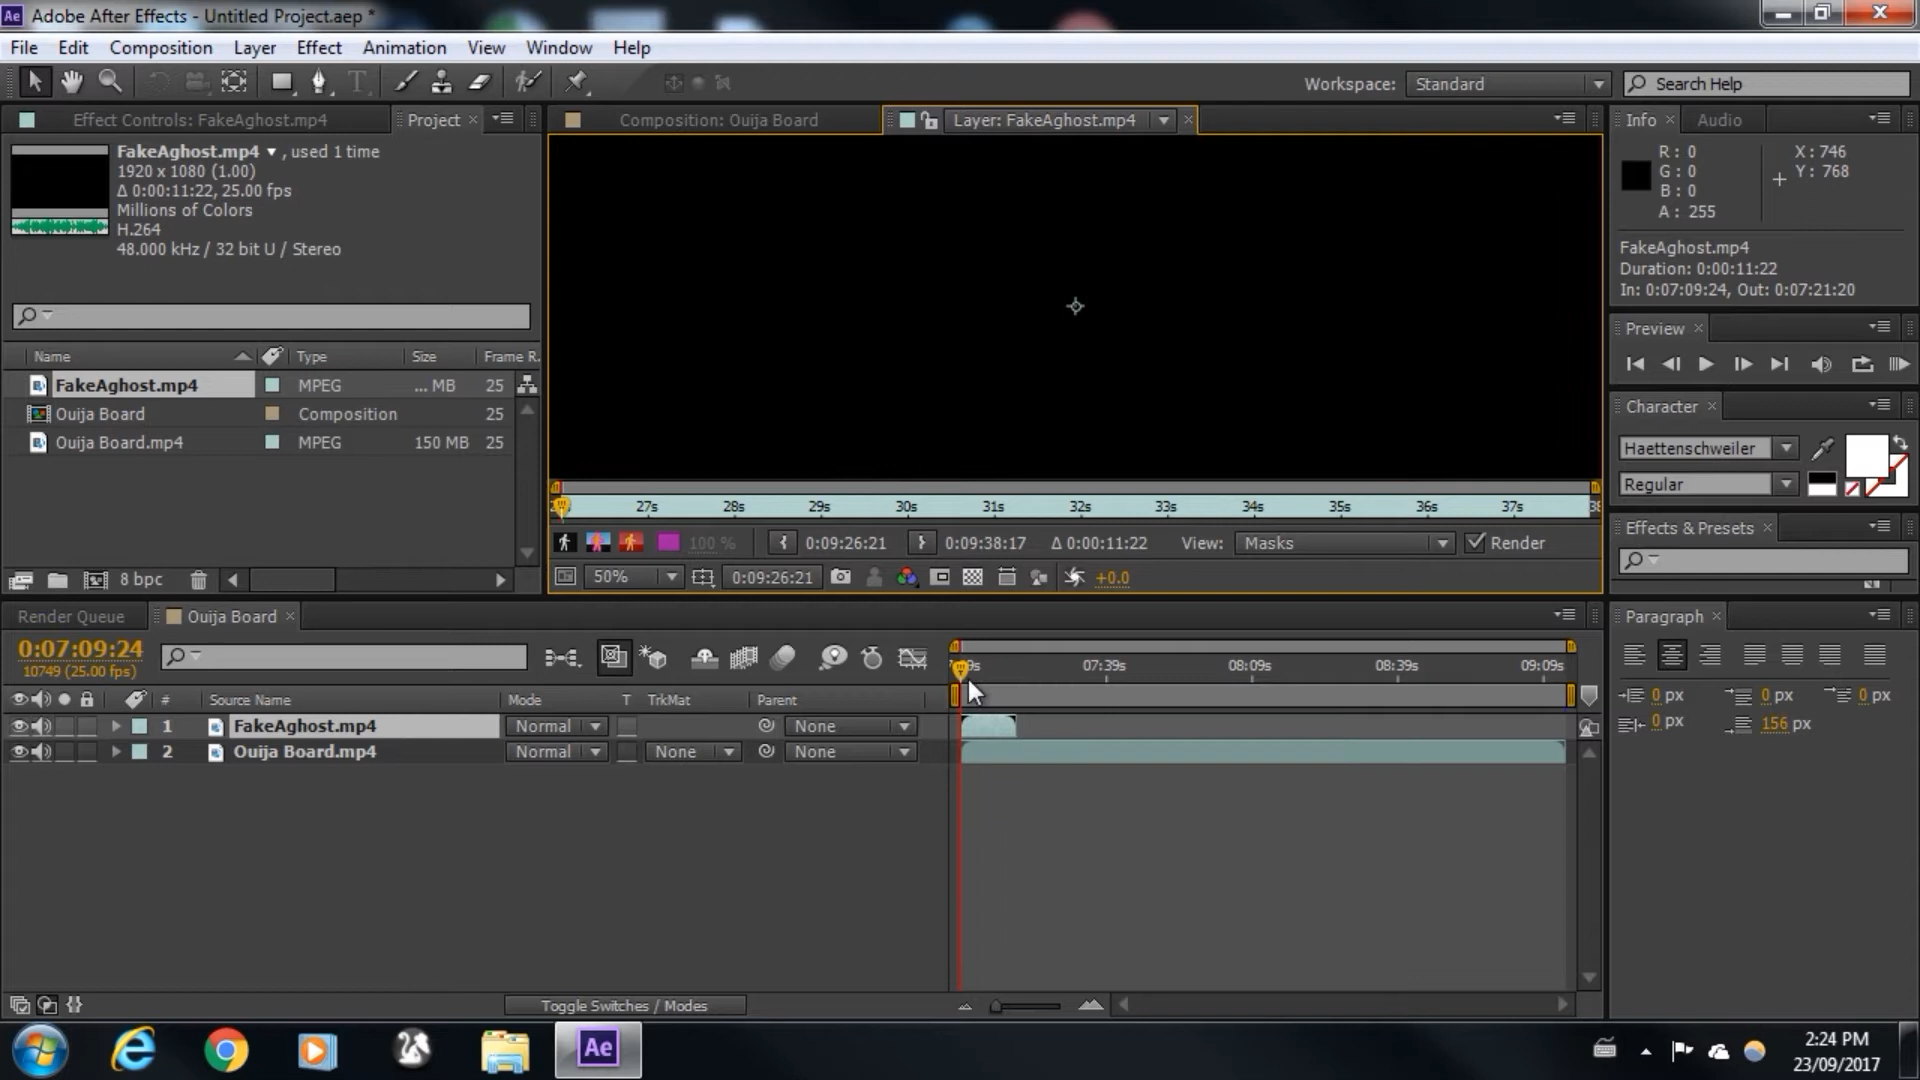 Ae Adobe After Effects - Untitled Project.aep *
File Edit Composition Layer Effect Animation View Window Help
Workspace: Standard Search Help
Effect Controls: FakeAghost.mp4 Project Composition: Ouija Board Layer: FakeAghost.mp4 Info Audio
FakeAghost.mp4 , used 1 time
1920 x 1080 (1.00)
Δ 0:00:11:22, 25.00 fps
Millions of Colors
H.264
48.000 kHz / 32 bit U / Stereo
R: 0 X: 746
G: 0 Y: 768
B: 0
A: 255
FakeAghost.mp4
Duration: 0:00:11:22
In: 0:07:09:24, Out: 0:07:21:20
Preview
Name Type Size Frame R.
FakeAghost.mp4 MPEG ... MB 25
Ouija Board Composition 25
Ouija Board.mp4 MPEG 150 MB 25
Character
Haettenschweiler
Regular
27s 28s 29s 30s 31s 32s 33s 34s 35s 36s 37s
Effects & Presets
100 % 0:09:26:21 0:09:38:17 Δ 0:00:11:22 View: Masks Render
8 bpc 50% 0:09:26:21 +0.0
Render Queue Ouija Board Paragraph
0:07:09:24
10749 (25.00 fps)
07:39s 08:09s 08:39s 09:09s
# Source Name Mode T TrkMat Parent
1 FakeAghost.mp4 Normal None
2 Ouija Board.mp4 Normal None None
0 px 0 px 0 px
0 px 156 px
Toggle Switches / Modes
Ae
2:24 PM
23/09/2017